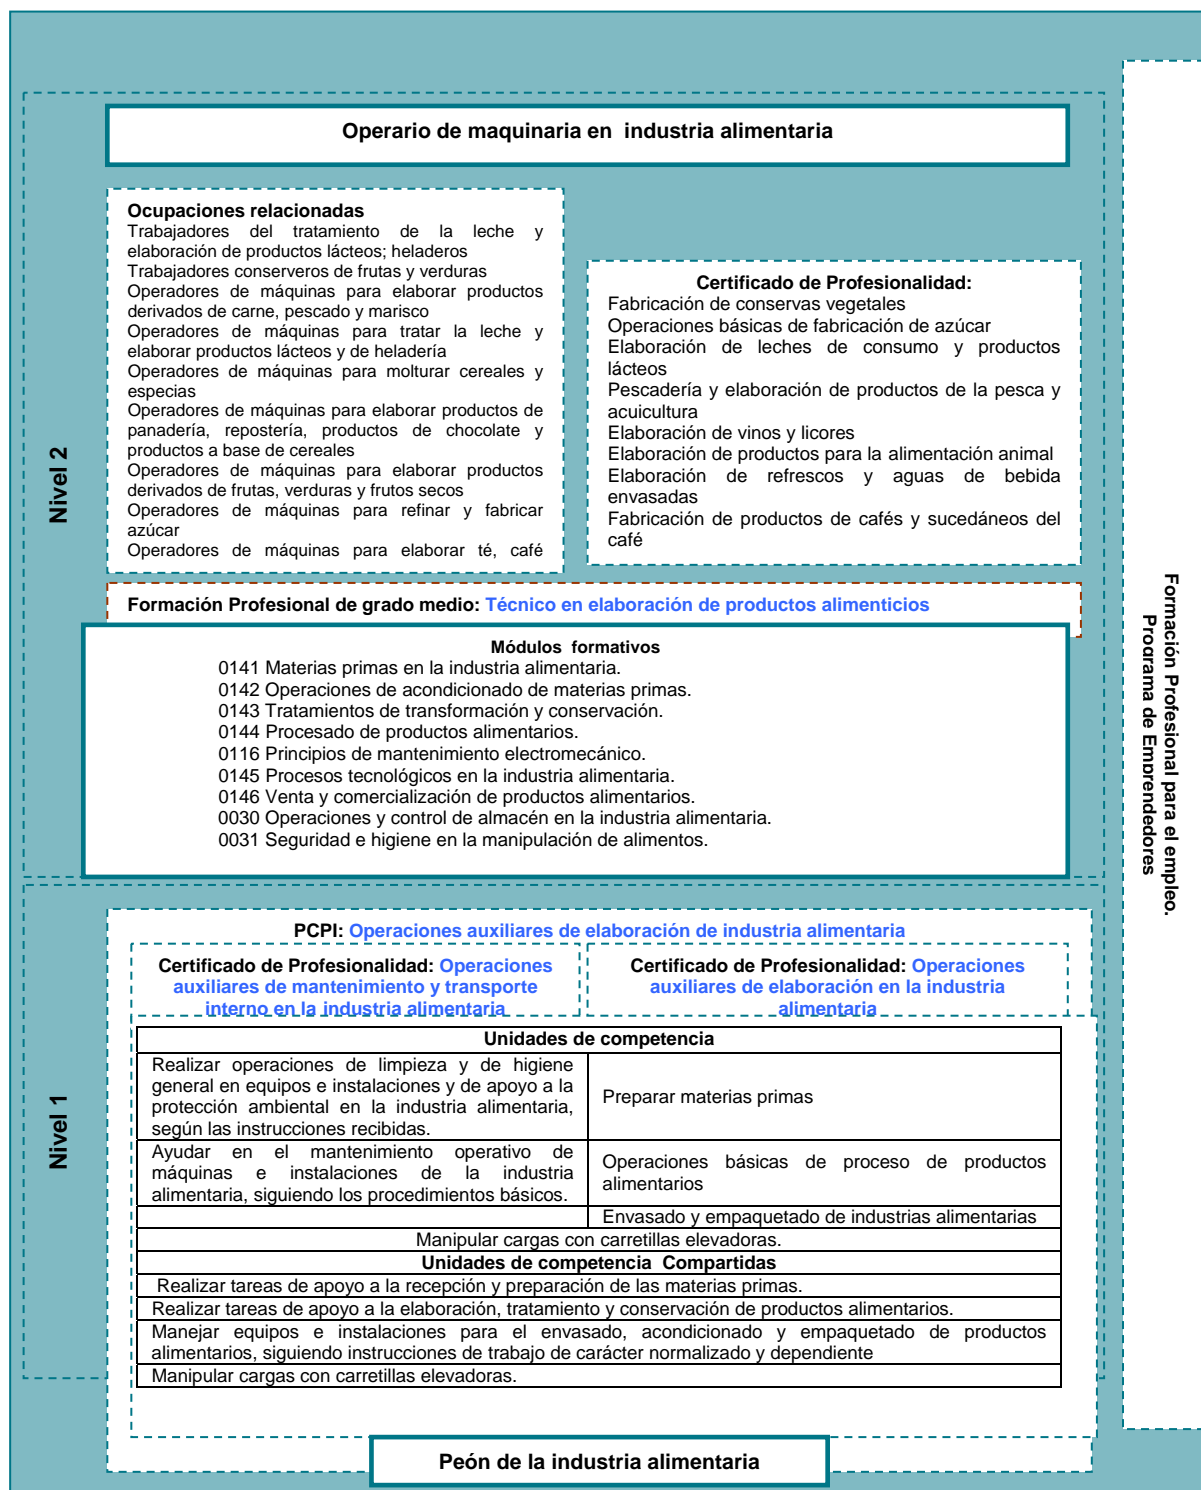 Operario de maquinaria en industria alimentaria
Ocupaciones relacionadas
Trabajadores del tratamiento de la leche y
elaboración de productos lácteos; heladeros
Trabajadores conserveros de frutas y verduras
Operadores de máquinas para elaborar productos
derivados de carne, pescado y marisco
Operadores de máquinas para tratar la leche y
elaborar productos lácteos y de heladería
Operadores de máquinas para molturar cereales y
especias
Operadores de máquinas para elaborar productos de
panadería, repostería, productos de chocolate y
productos a base de cereales
Operadores de máquinas para elaborar productos
derivados de frutas, verduras y frutos secos
Operadores de máquinas para refinar y fabricar
azúcar
Operadores de máquinas para elaborar té, café
Certificado de Profesionalidad:
Fabricación de conservas vegetales
Operaciones básicas de fabricación de azúcar
Elaboración de leches de consumo y productos
lácteos
Pescadería y elaboración de productos de la pesca y
acuicultura
Elaboración de vinos y licores
Elaboración de productos para la alimentación animal
Elaboración de refrescos y aguas de bebida
envasadas
Fabricación de productos de cafés y sucedáneos del
café
Nivel 2
Formación Profesional de grado medio: Técnico en elaboración de productos alimenticios
Módulos formativos
0141 Materias primas en la industria alimentaria.
0142 Operaciones de acondicionado de materias primas.
0143 Tratamientos de transformación y conservación.
0144 Procesado de productos alimentarios.
0116 Principios de mantenimiento electromecánico.
0145 Procesos tecnológicos en la industria alimentaria.
0146 Venta y comercialización de productos alimentarios.
0030 Operaciones y control de almacén en la industria alimentaria.
0031 Seguridad e higiene en la manipulación de alimentos.
Formación Profesional para el empleo.
Programa de Emprendedores
PCPI: Operaciones auxiliares de elaboración de industria alimentaria
Certificado de Profesionalidad: Operaciones
auxiliares de mantenimiento y transporte
interno en la industria alimentaria
Certificado de Profesionalidad: Operaciones
auxiliares de elaboración en la industria
alimentaria
Nivel 1
Unidades de competencia
Realizar operaciones de limpieza y de higiene
general en equipos e instalaciones y de apoyo a la
protección ambiental en la industria alimentaria,
según las instrucciones recibidas.
Preparar materias primas
Ayudar en el mantenimiento operativo de
máquinas e instalaciones de la industria
alimentaria, siguiendo los procedimientos básicos.
Operaciones básicas de proceso de productos
alimentarios
Envasado y empaquetado de industrias alimentarias
Manipular cargas con carretillas elevadoras.
Unidades de competencia Compartidas
Realizar tareas de apoyo a la recepción y preparación de las materias primas.
Realizar tareas de apoyo a la elaboración, tratamiento y conservación de productos alimentarios.
Manejar equipos e instalaciones para el envasado, acondicionado y empaquetado de productos
alimentarios, siguiendo instrucciones de trabajo de carácter normalizado y dependiente
Manipular cargas con carretillas elevadoras.
Peón de la industria alimentaria